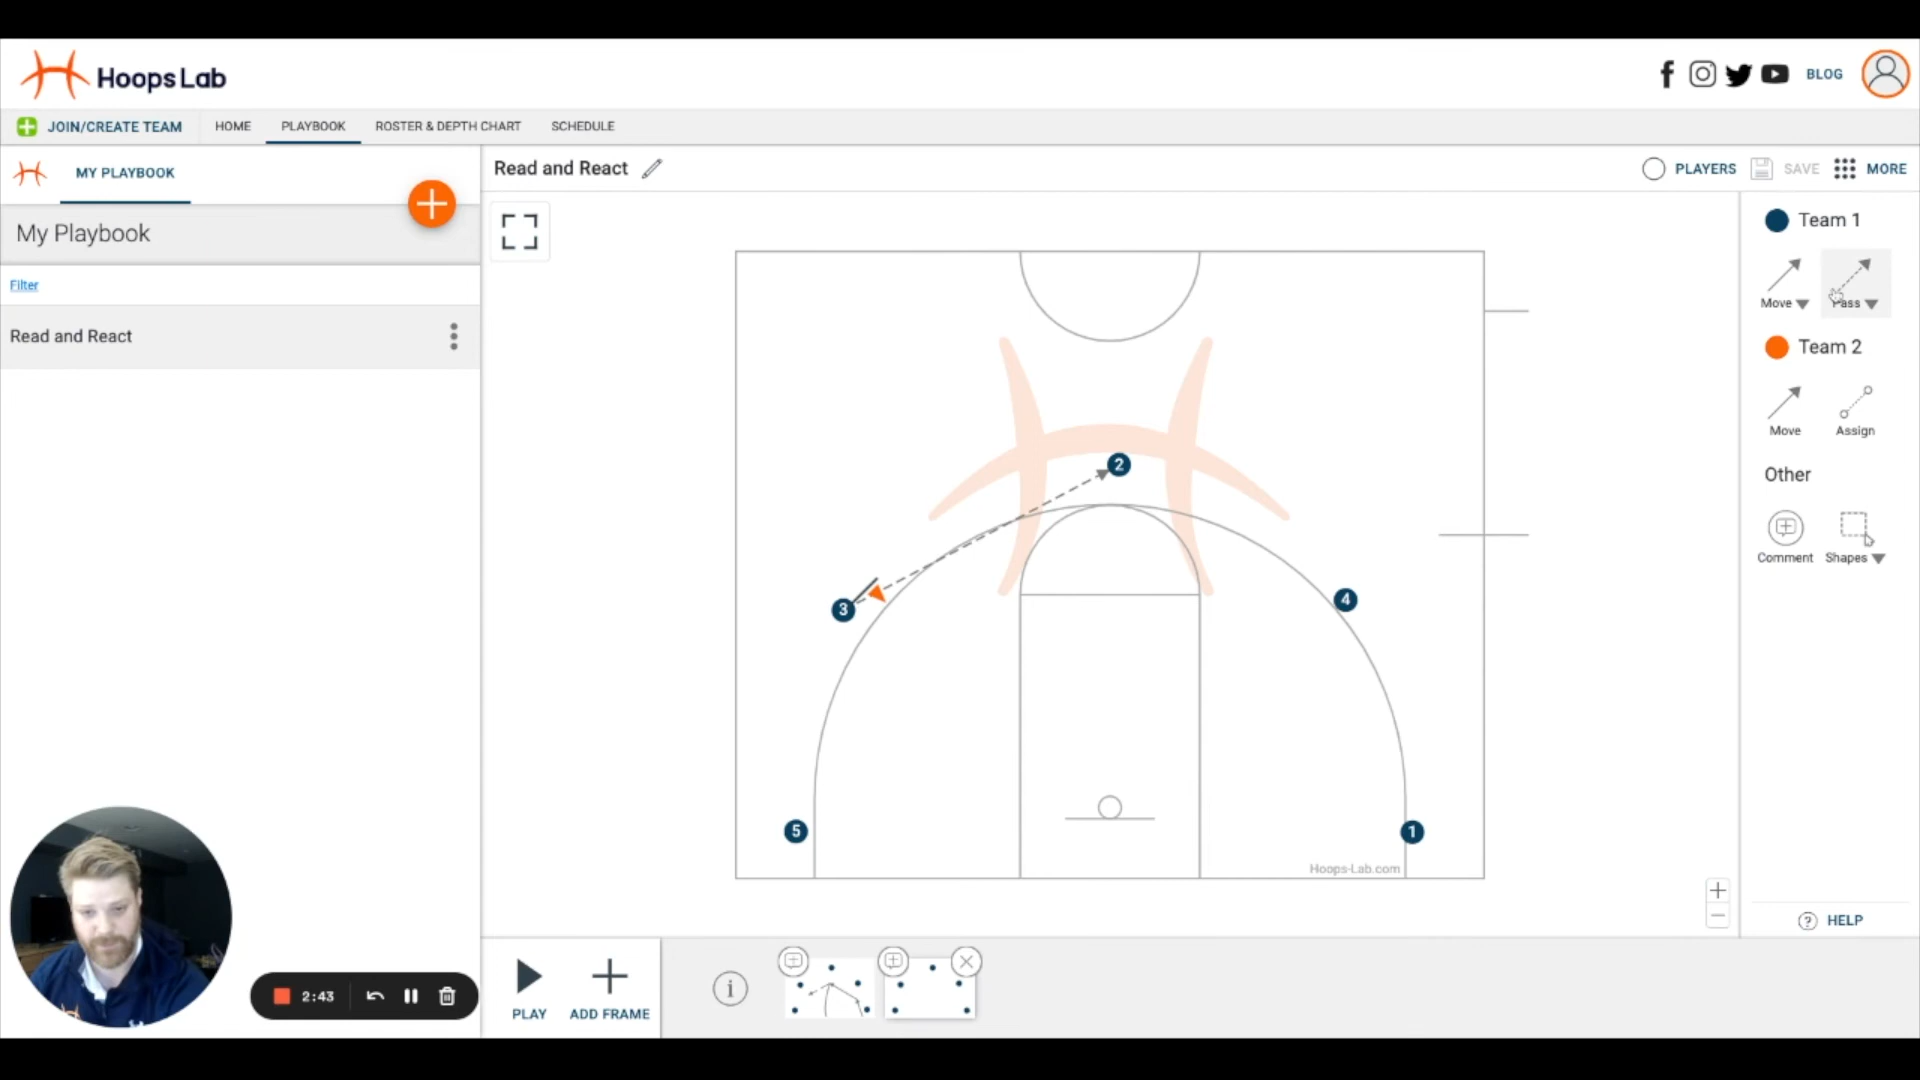 Hoops Lab
BLOG
JOIN/CREATE TEAM
HOME
PLAYBOOK
ROSTER & DEPTH CHART
SCHEDULE
MY PLAYBOOK
Read and React
PLAYERS
SAVE
MORE
My Playbook
Filter
Read and React
Team 1
Move
Pass
Team 2
Move
Assign
Other
Comment
Shapes
2
3
4
5
1
Hoops-Lab.com
HELP
2:43
PLAY
ADD FRAME